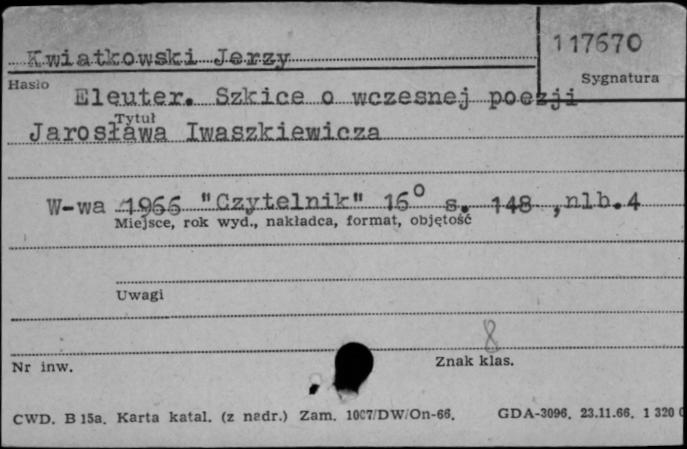 Kwiatkowski Jerzy
117670
Hasło
Sygnatura
Eleuter. Szkice o wczesnej poezji
Tytuł
Jarosława Iwaszkiewicza
W-wa 1966 "Czytelnik" 16° s. 148 ,nlb.4
Miejsce, rok wyd., nakładca, format, objętość
Uwagi
8
Nr inw.
Znak klas.
CWD. B 15a. Karta katal. (z nadr.) Zam. 1007/DW/On-66. GDA-3096. 23.11.66. 1 320 0